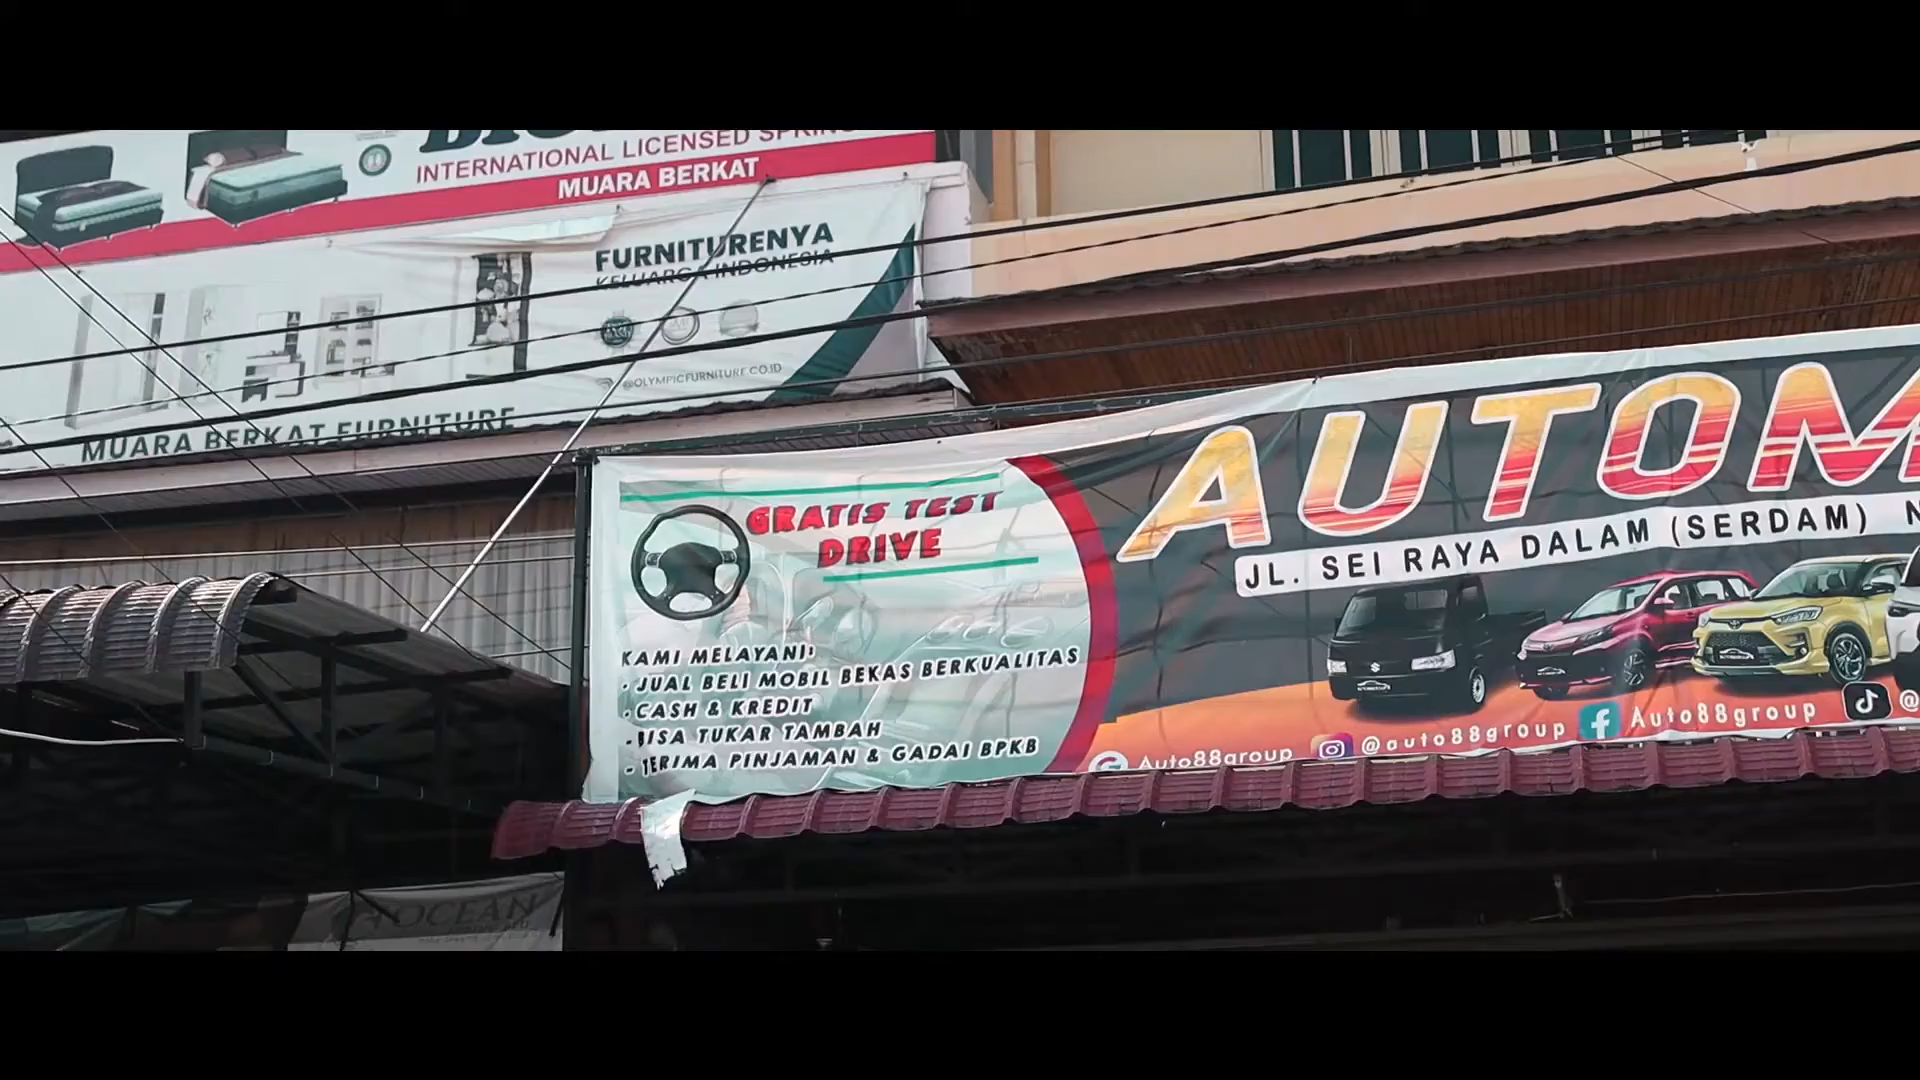 INTERNATIONAL LICENSED
MUARA BERKAT
FURNITURENYA
KELUARGA INDONESIA
@OLYMPICFURNITURE.CO.ID
MUARA BERKAT FURNITURE
GRATIS TEST
DRIVE
KAMI MELAYANI:
- JUAL BELI MOBIL BEKAS BERKUALITAS
- CASH & KREDIT
- BISA TUKAR TAMBAH
- TERIMA PINJAMAN & GADAI BPKB
AUTOM
JL. SEI RAYA DALAM (SERDAM) N
Auto88group @auto88group Auto88group @
OCEAN